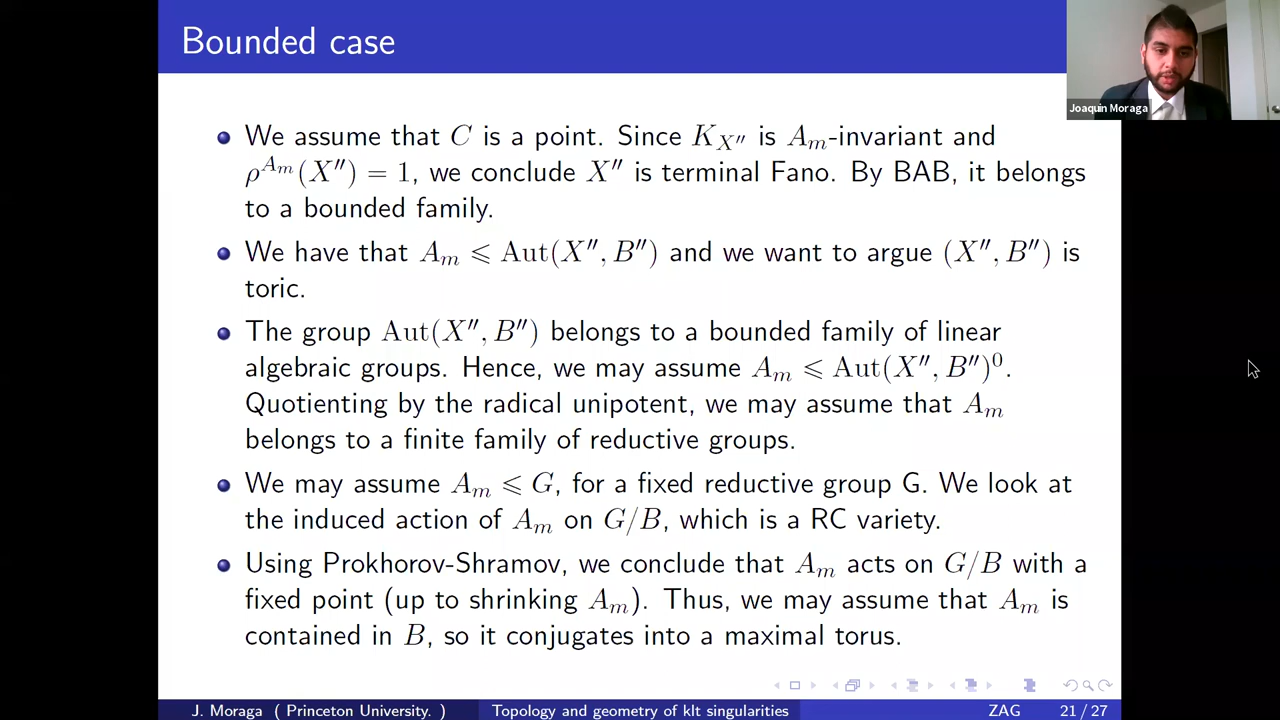 Bounded case
Joaquin Moraga
We assume that C is a point. Since K_{X″} is A_m-invariant and
ρ^{A_m}(X″) = 1, we conclude X″ is terminal Fano. By BAB, it belongs
to a bounded family.
We have that A_m ⩽ Aut(X″, B″) and we want to argue (X″, B″) is
toric.
The group Aut(X″, B″) belongs to a bounded family of linear
algebraic groups. Hence, we may assume A_m ⩽ Aut(X″, B″)⁰.
Quotienting by the radical unipotent, we may assume that A_m
belongs to a finite family of reductive groups.
We may assume A_m ⩽ G, for a fixed reductive group G. We look at
the induced action of A_m on G/B, which is a RC variety.
Using Prokhorov-Shramov, we conclude that A_m acts on G/B with a
fixed point (up to shrinking A_m). Thus, we may assume that A_m is
contained in B, so it conjugates into a maximal torus.
J. Moraga ( Princeton University. )
Topology and geometry of klt singularities
ZAG
21 / 27